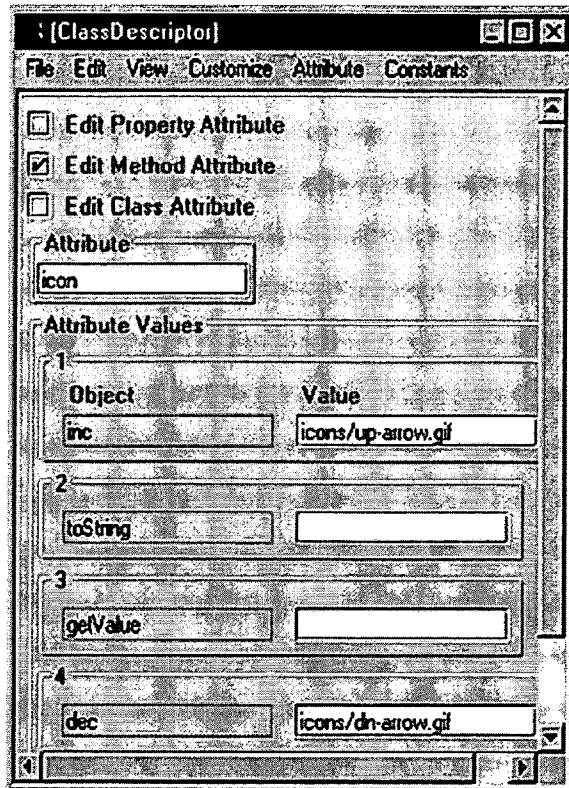 [ClassDescriptor]
File Edit View Customize Attribute Constants
Edit Property Attribute
Edit Method Attribute
Edit Class Attribute
Attribute
icon
Attribute Values
1
Object Value
inc icons/up-arrow.gif
2
toString
3
getValue
4
dec icons/dn-arrow.gif